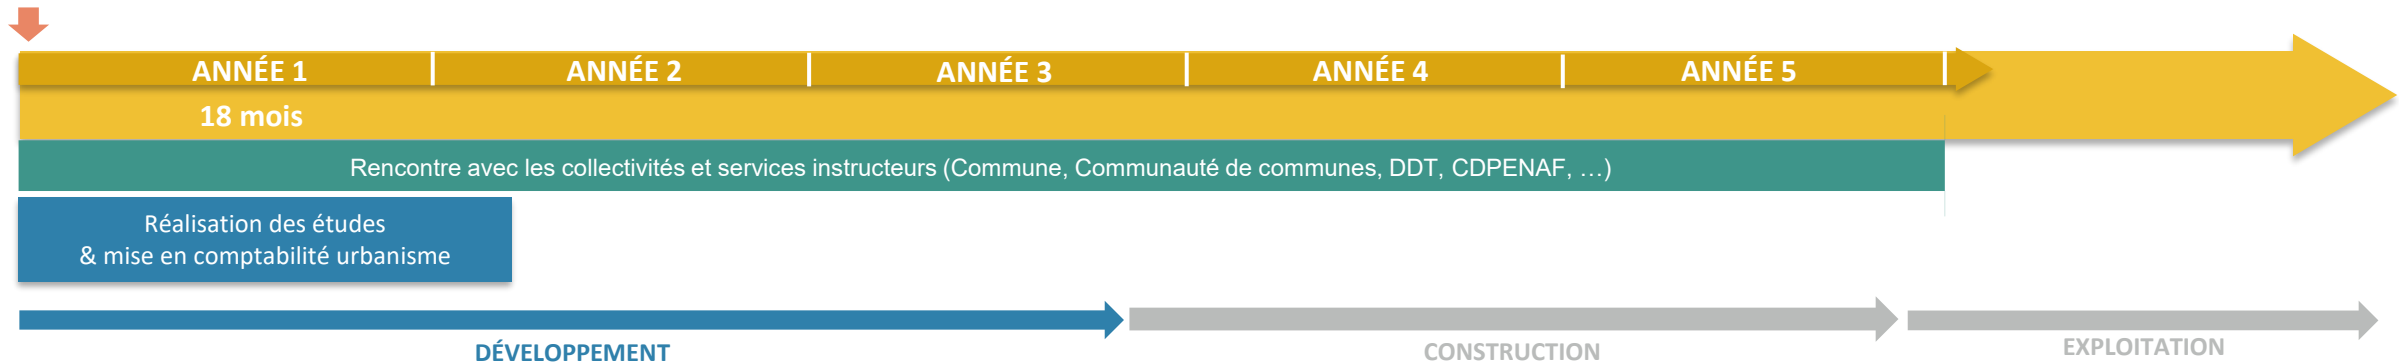 ANNÉE 1 ANNÉE 2 ANNÉE 3 ANNÉE 4 ANNÉE 5
18 mois
Rencontre avec les collectivités et services instructeurs (Commune, Communauté de communes, DDT, CDPENAF, …)
Réalisation des études
& mise en comptabilité urbanisme
DÉVELOPPEMENT CONSTRUCTION EXPLOITATION